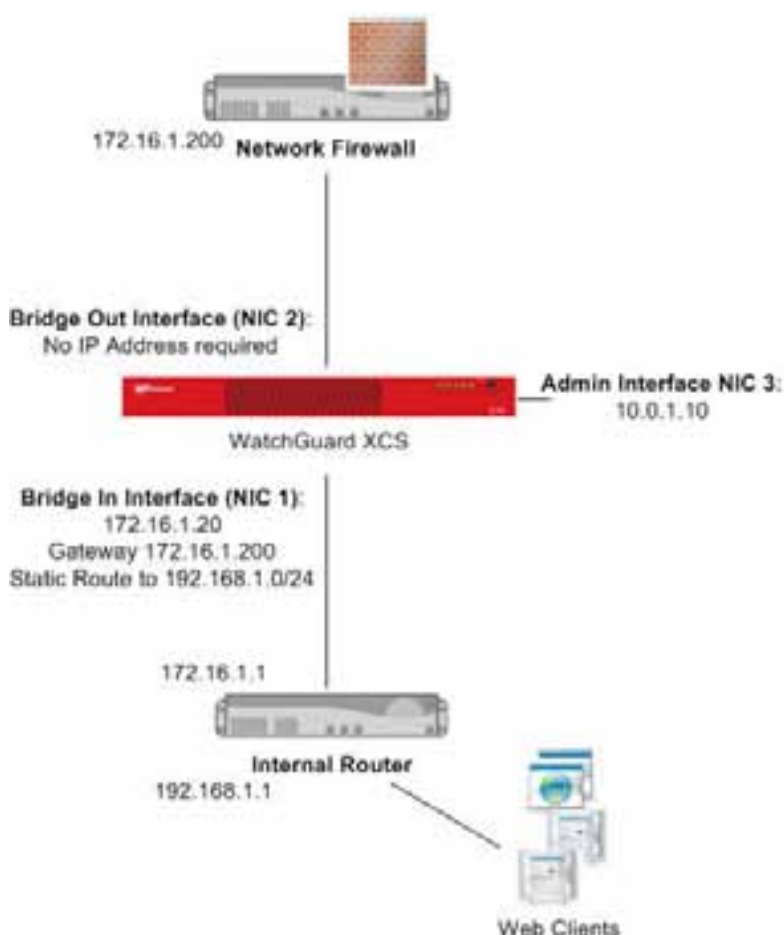 172.16.1.200
Network Firewall
Bridge Out Interface (NIC 2):
No IP Address required
Admin Interface NIC 3:
10.0.1.10
WatchGuard XCS
Bridge In Interface (NIC 1):
172.16.1.20
Gateway 172.16.1.200
Static Route to 192.168.1.0/24
172.16.1.1
Internal Router
192.168.1.1
Web Clients